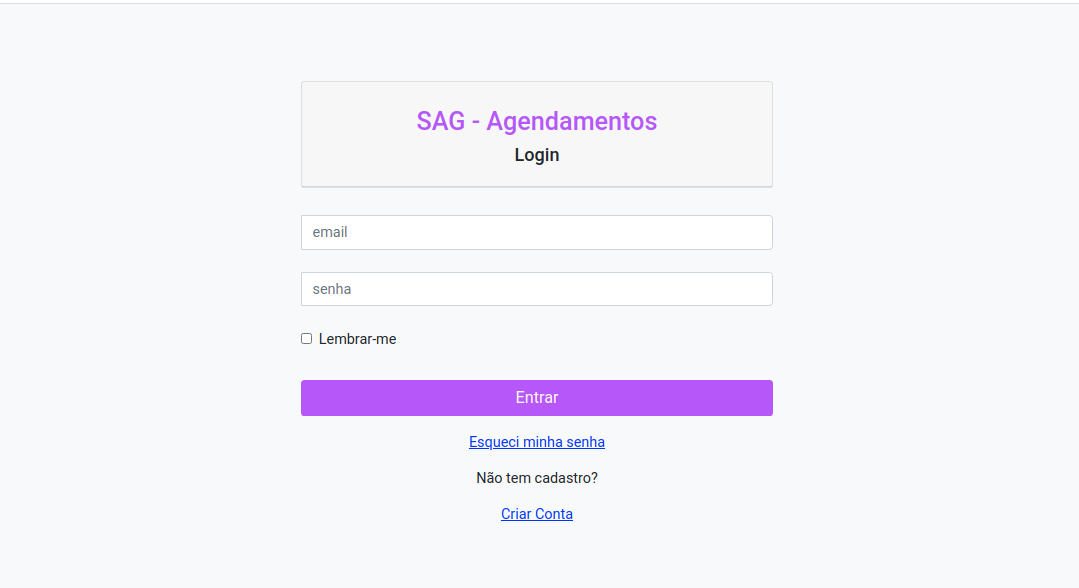 SAG - Agendamentos
Login
email
senha
Lembrar-me
Entrar
Esqueci minha senha
Não tem cadastro?
Criar Conta